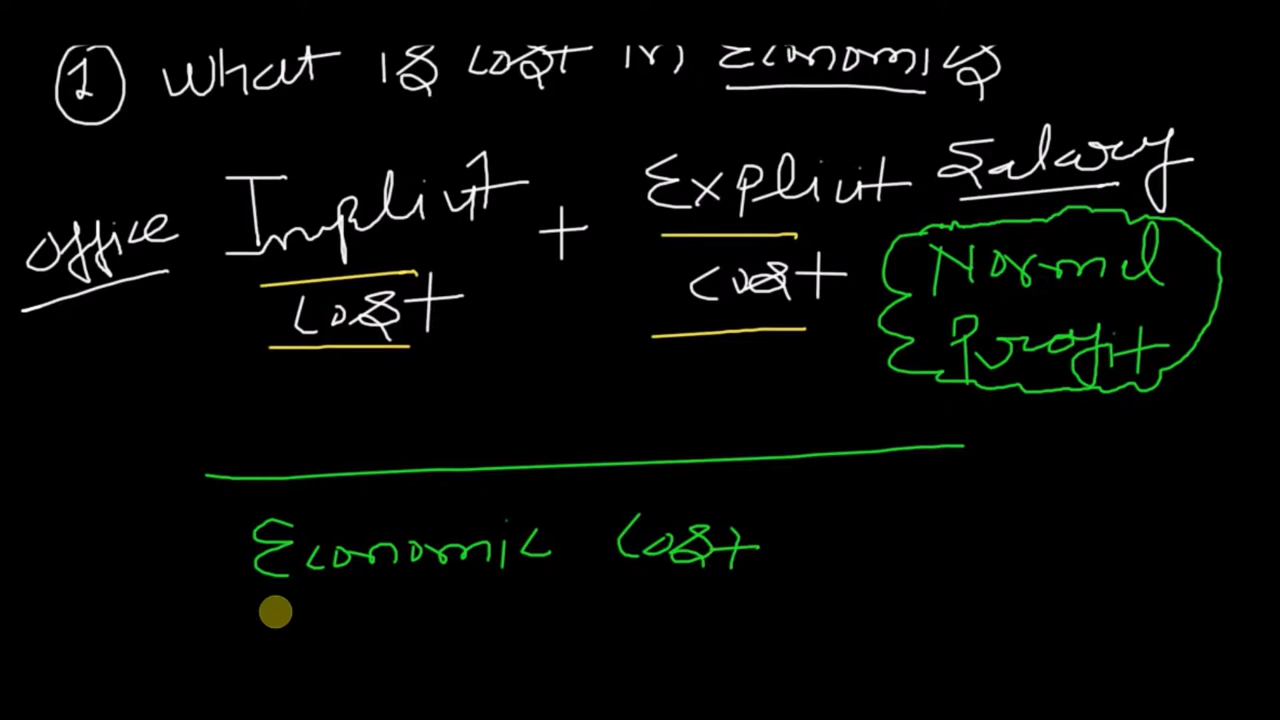 1 What is cost in Economics
office Implicit cost + Explicit cost Salary
Normal Profit
Economic Cost